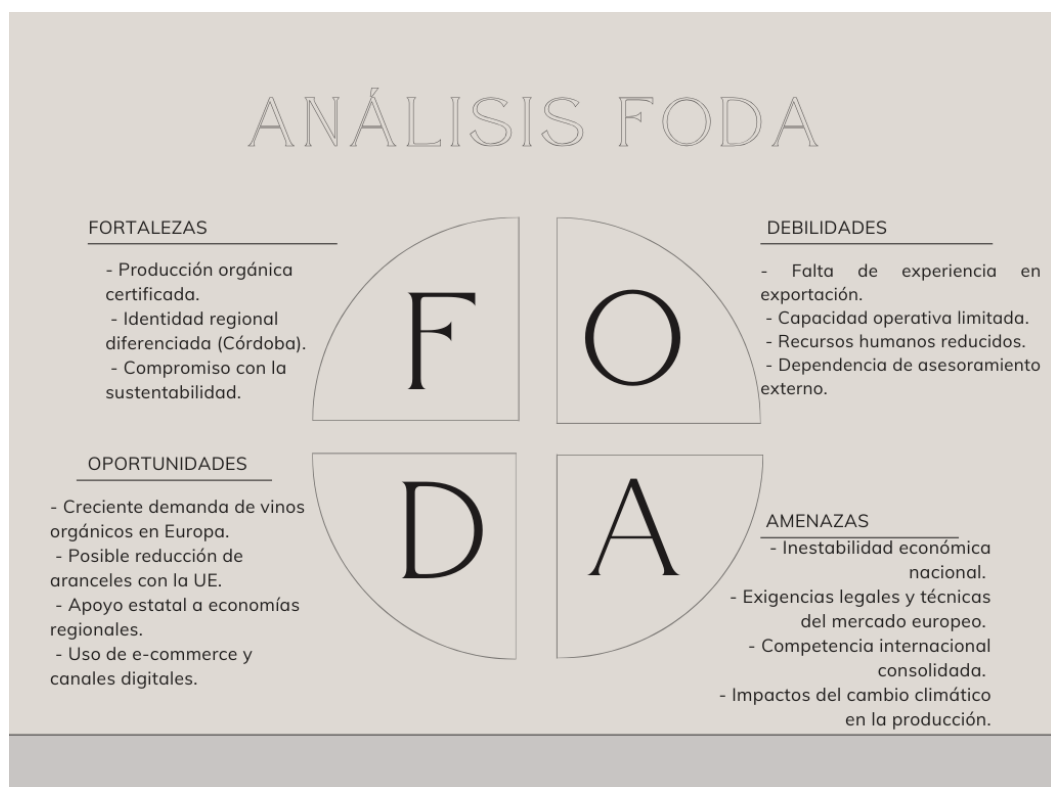 ANÁLISIS FODA
FORTALEZAS
- Producción orgánica
certificada.
- Identidad regional
diferenciada (Córdoba).
- Compromiso con la
sustentabilidad.
F
O
DEBILIDADES
- Falta de experiencia en
exportación.
- Capacidad operativa limitada.
- Recursos humanos reducidos.
- Dependencia de asesoramiento
externo.
OPORTUNIDADES
- Creciente demanda de vinos
orgánicos en Europa.
- Posible reducción de
aranceles con la UE.
- Apoyo estatal a economías
regionales.
- Uso de e-commerce y
canales digitales.
D
A
AMENAZAS
- Inestabilidad económica
nacional.
- Exigencias legales y técnicas
del mercado europeo.
- Competencia internacional
consolidada.
- Impactos del cambio climático
en la producción.